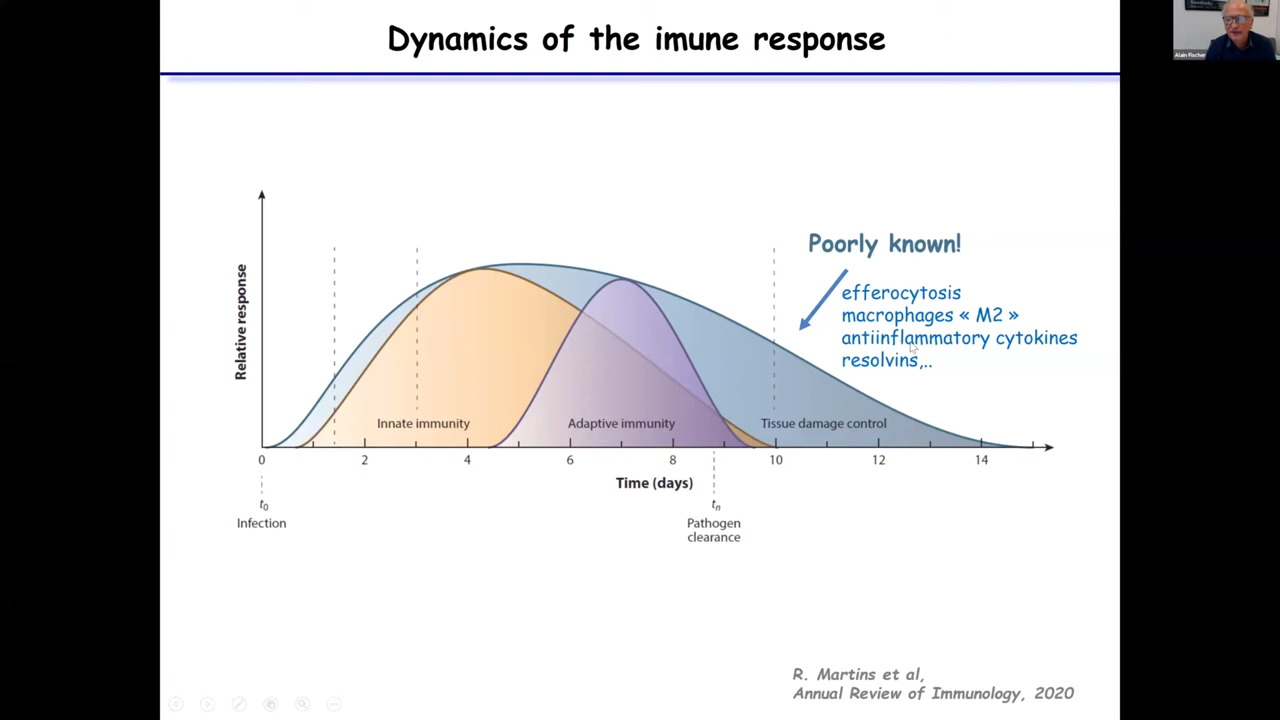 Dynamics of the imune response
Alain Fischer
Poorly known!
efferocytosis
macrophages « M2 »
antiinflammatory cytokines
resolvins,..
Relative response
Innate immunity
Adaptive immunity
Tissue damage control
0 2 4 6 8 10 12 14
Time (days)
t0
Infection
tn
Pathogen
clearance
R. Martins et al,
Annual Review of Immunology, 2020